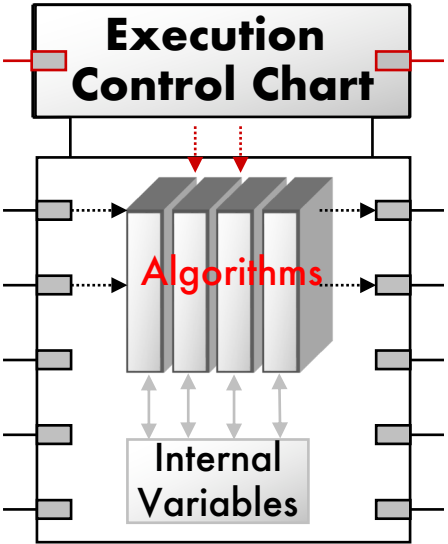 Execution
Control Chart
Algorithms
Internal
Variables